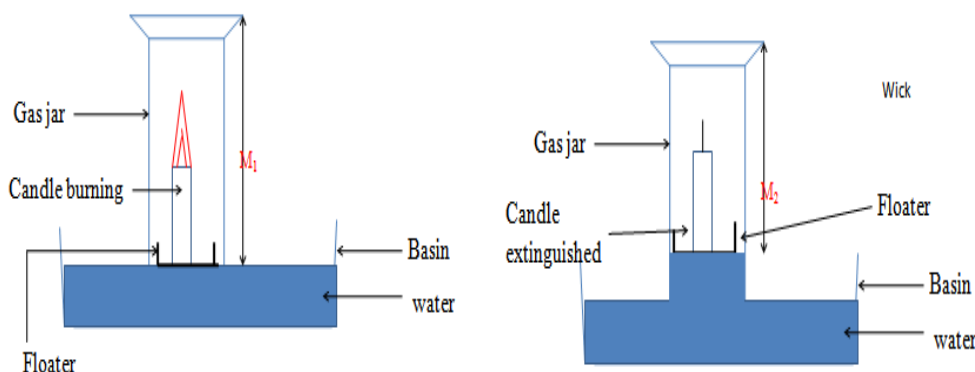 Gas jar
M₁
Candle burning
Basin
water
Floater
Wick
Gas jar
M₂
Floater
Candle
extinguished
Basin
water